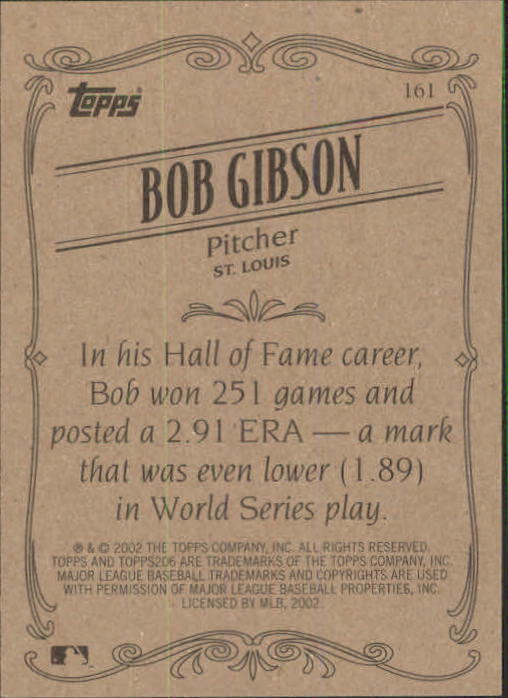 topps
161
BOB GIBSON
Pitcher
ST. LOUIS
In his Hall of Fame career,
Bob won 251 games and
posted a 2.91 ERA — a mark
that was even lower (1.89)
in World Series play.
® & © 2002 THE TOPPS COMPANY, INC. ALL RIGHTS RESERVED.
TOPPS AND TOPPS206 ARE TRADEMARKS OF THE TOPPS COMPANY, INC.
MAJOR LEAGUE BASEBALL TRADEMARKS AND COPYRIGHTS ARE USED
WITH PERMISSION OF MAJOR LEAGUE BASEBALL PROPERTIES, INC.
LICENSED BY MLB, 2002.